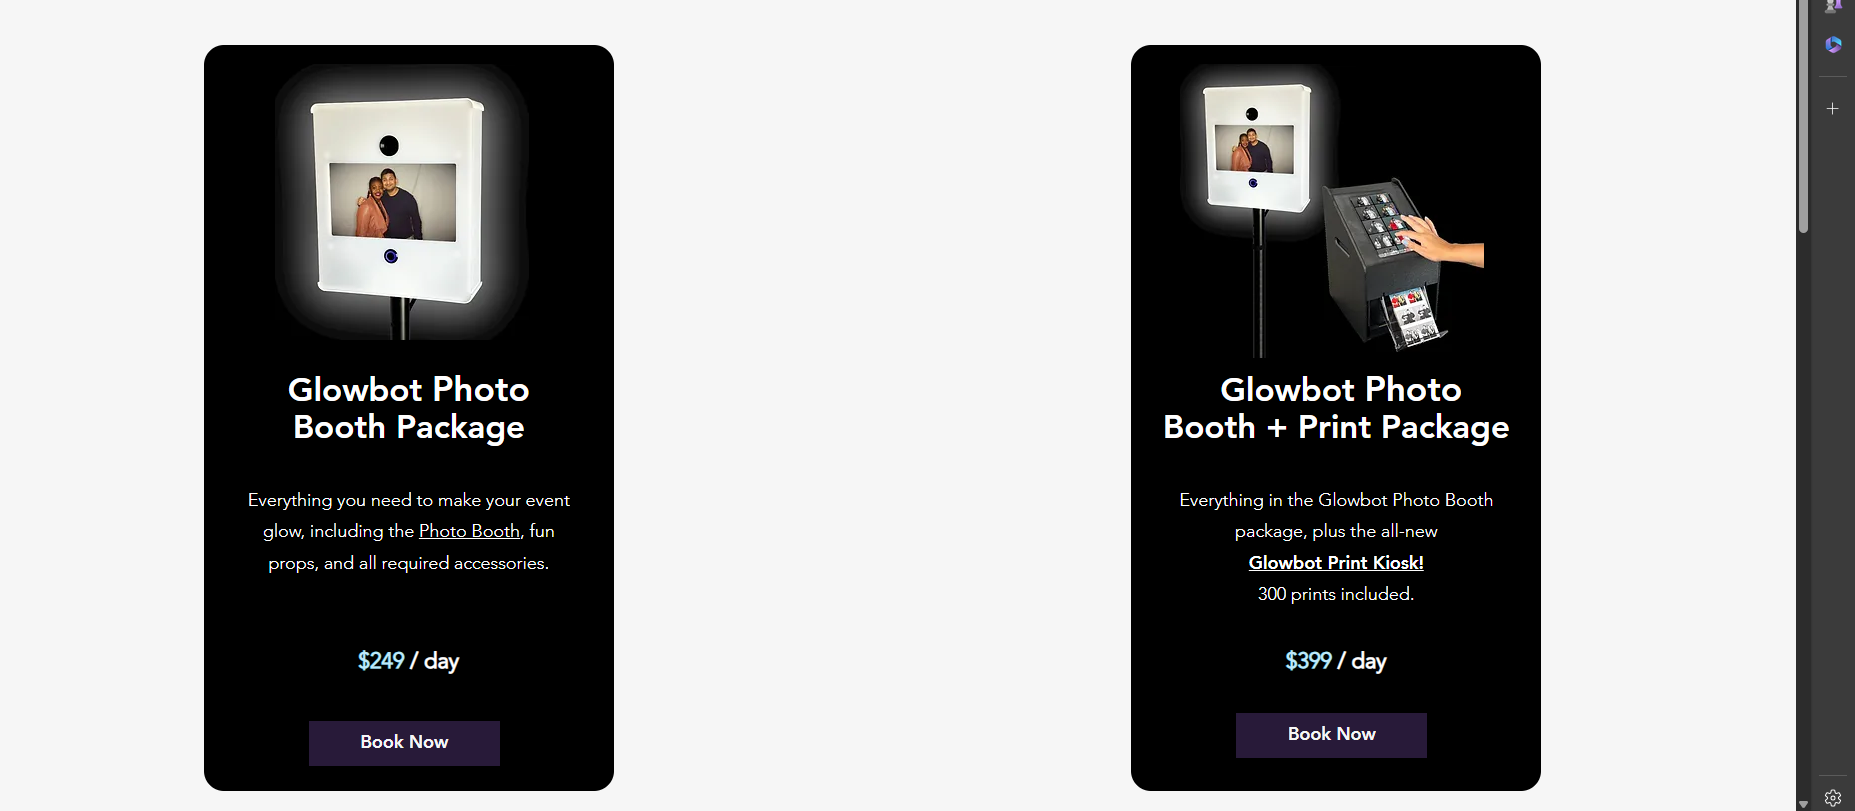 Glowbot Photo
Booth Package
Everything you need to make your event
glow, including the Photo Booth, fun
props, and all required accessories.
$249 / day
Book Now
Glowbot Photo
Booth + Print Package
Everything in the Glowbot Photo Booth
package, plus the all-new
Glowbot Print Kiosk!
300 prints included.
$399 / day
Book Now